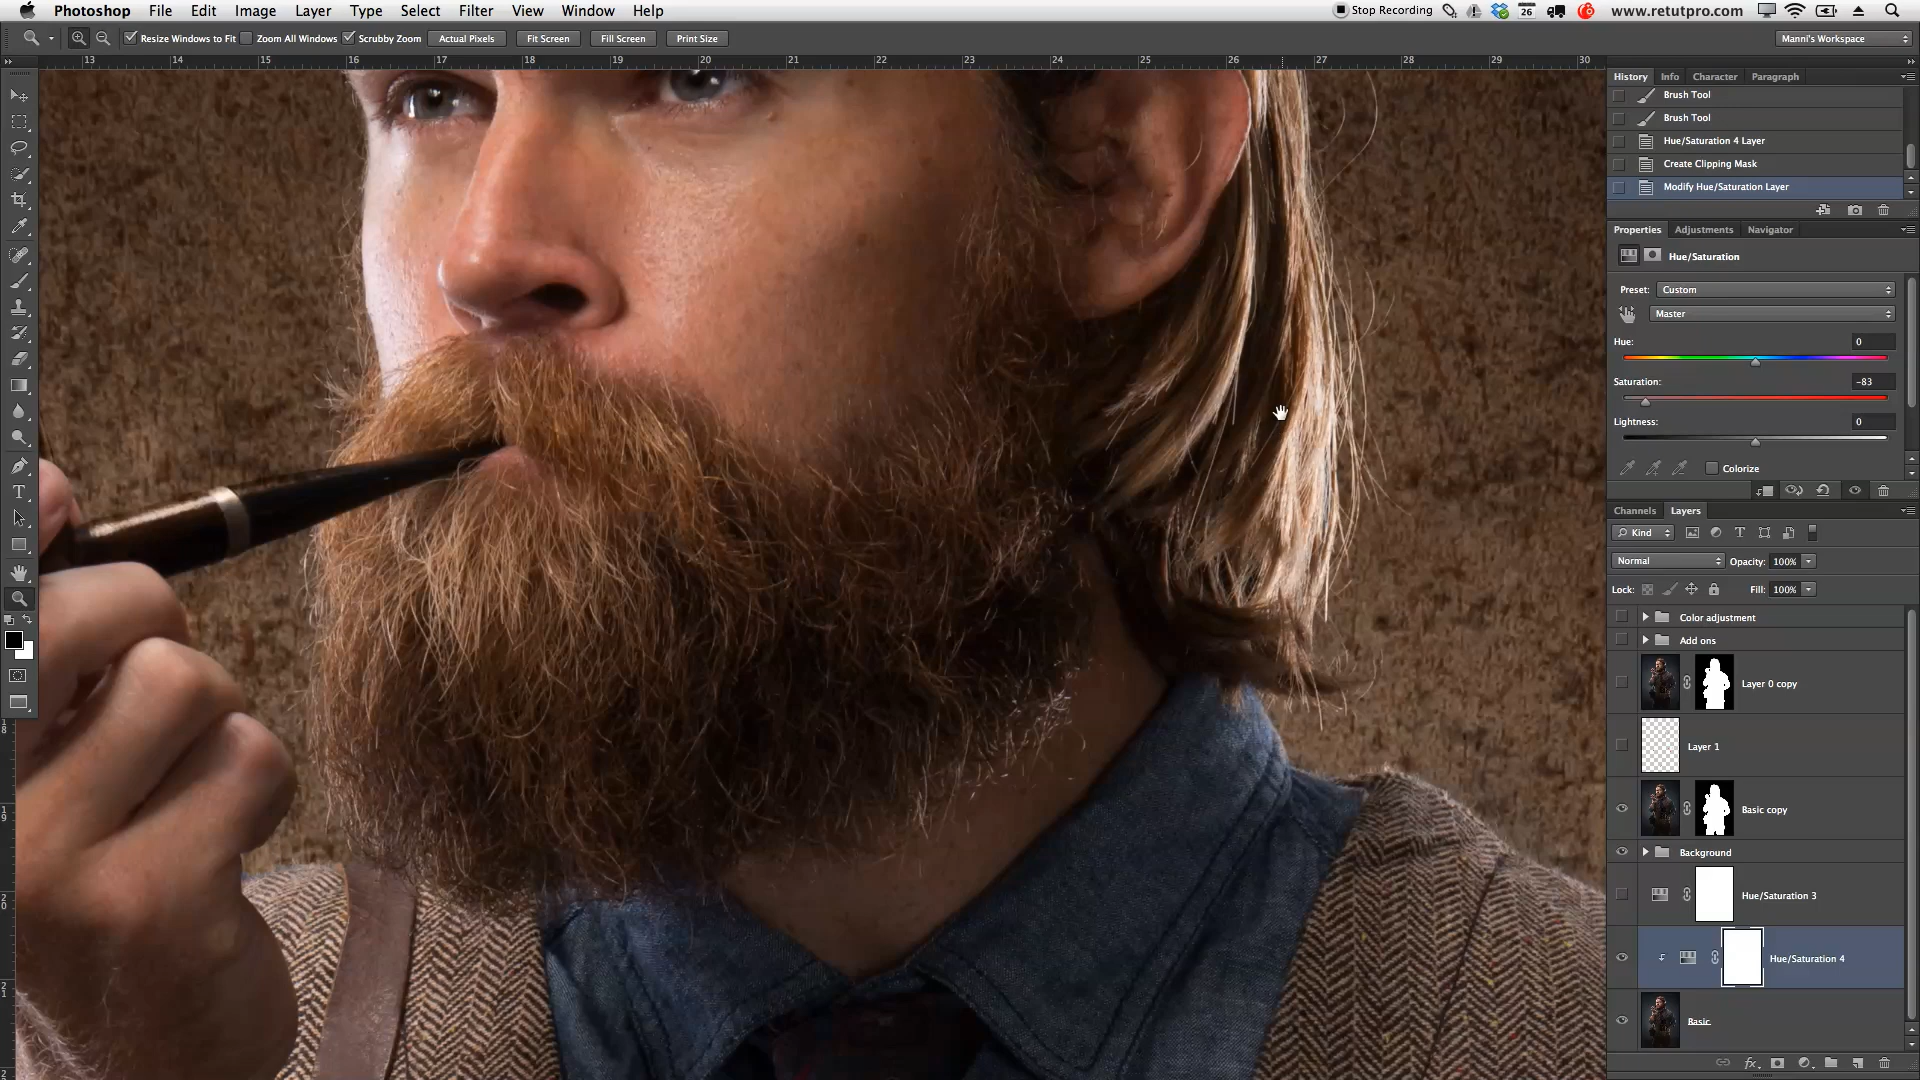 Photoshop File Edit Image Layer Type Select Filter View Window Help Stop Recording 26 www.retutpro.com
Resize Windows to Fit Zoom All Windows Scrubby Zoom Actual Pixels Fit Screen Fill Screen Print Size Manni's Workspace
13 14 15 16 17 18 19 20 21 22 23 24 25 26 27 28 29 30
History Info Character Paragraph
Brush Tool
Brush Tool
Hue/Saturation 4 Layer
Create Clipping Mask
Modify Hue/Saturation Layer
Properties Adjustments Navigator
Hue/Saturation
Preset: Custom
Master
Hue: 0
Saturation: -83
Lightness: 0
Colorize
Channels Layers
Kind
Normal Opacity: 100%
Lock: Fill: 100%
Color adjustment
Add ons
Layer 0 copy
Layer 1
Basic copy
Background
Hue/Saturation 3
Hue/Saturation 4
Basic
18
19
20
21